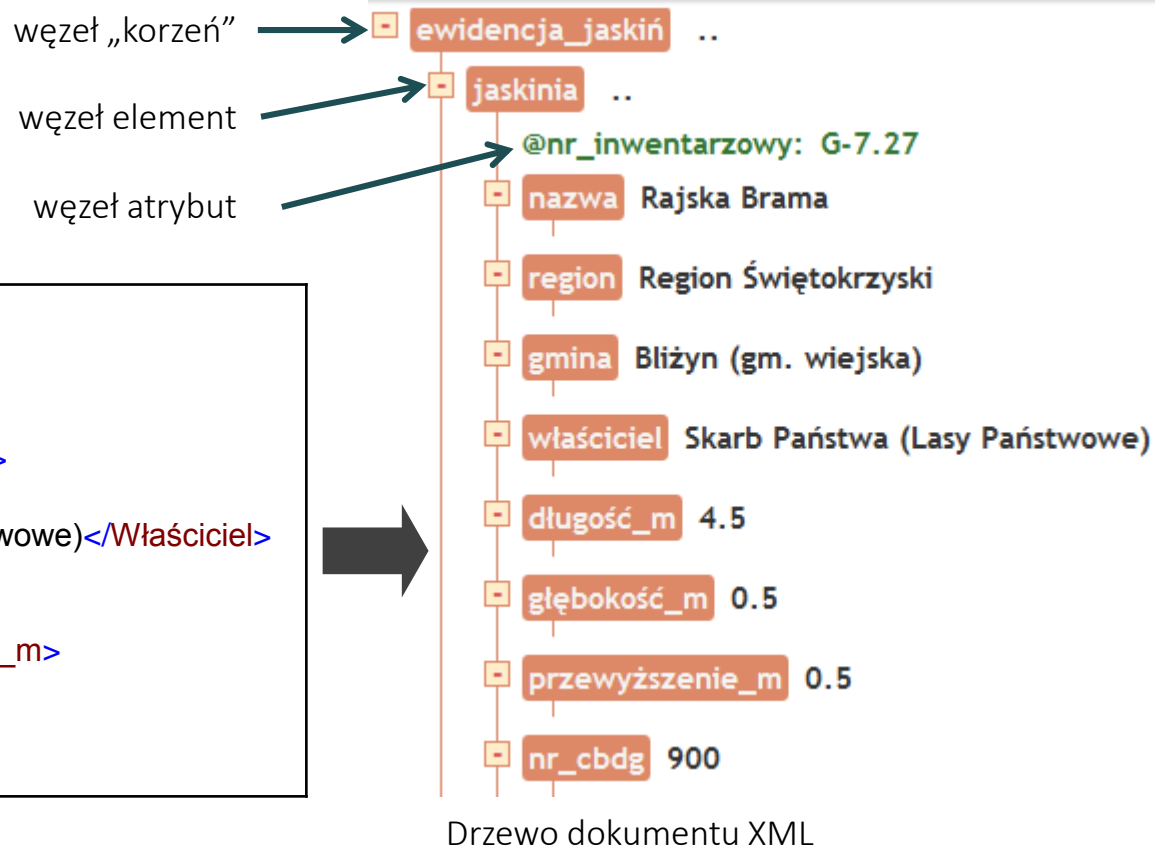 węzeł „korzeń”
węzeł element
węzeł atrybut
>
wowe)</Właściciel>
_m>
- ewidencja_jaskiń ..
- jaskinia ..
@nr_inwentarzowy: G-7.27
- nazwa Rajska Brama
- region Region Świętokrzyski
- gmina Bliżyn (gm. wiejska)
- właściciel Skarb Państwa (Lasy Państwowe)
- długość_m 4.5
- głębokość_m 0.5
- przewyższenie_m 0.5
- nr_cbdg 900
Drzewo dokumentu XML